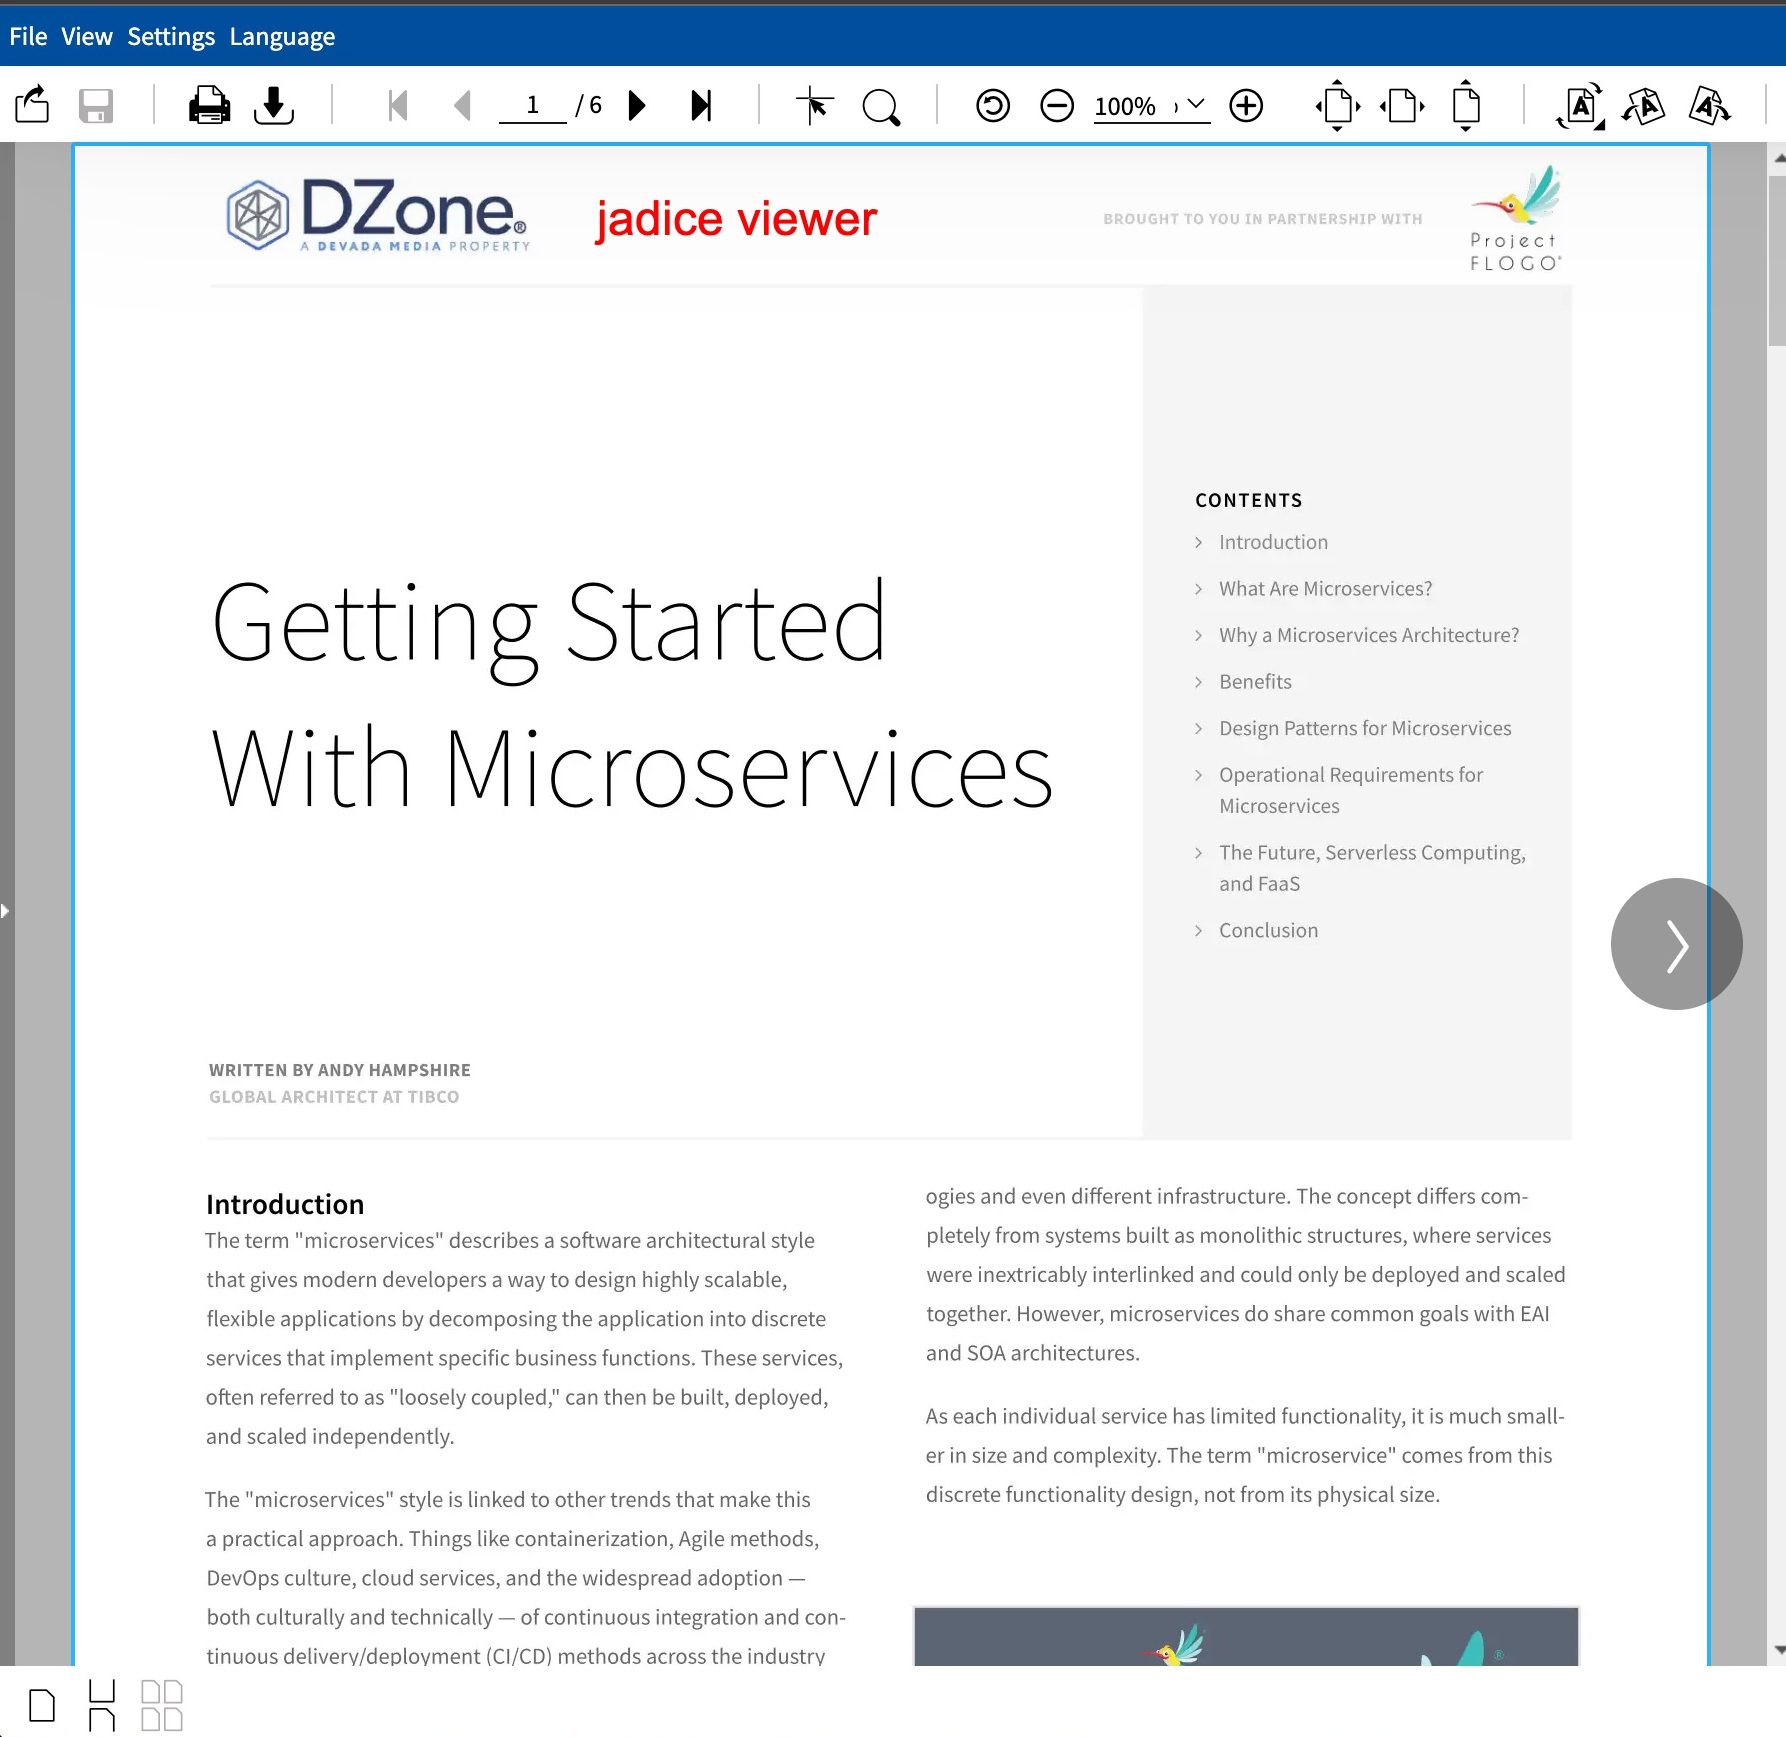 File View Settings Language
1 / 6 100%
DZone®
A DEVADA MEDIA PROPERTY
jadice viewer
BROUGHT TO YOU IN PARTNERSHIP WITH
Project
FLOGO®
Getting Started
With Microservices
CONTENTS
Introduction
What Are Microservices?
Why a Microservices Architecture?
Benefits
Design Patterns for Microservices
Operational Requirements for
Microservices
The Future, Serverless Computing,
and FaaS
Conclusion
WRITTEN BY ANDY HAMPSHIRE
GLOBAL ARCHITECT AT TIBCO
Introduction
The term "microservices" describes a software architectural style
that gives modern developers a way to design highly scalable,
flexible applications by decomposing the application into discrete
services that implement specific business functions. These services,
often referred to as "loosely coupled," can then be built, deployed,
and scaled independently.
The "microservices" style is linked to other trends that make this
a practical approach. Things like containerization, Agile methods,
DevOps culture, cloud services, and the widespread adoption —
both culturally and technically — of continuous integration and con-
tinuous delivery/deployment (CI/CD) methods across the industry
ogies and even different infrastructure. The concept differs com-
pletely from systems built as monolithic structures, where services
were inextricably interlinked and could only be deployed and scaled
together. However, microservices do share common goals with EAI
and SOA architectures.
As each individual service has limited functionality, it is much small-
er in size and complexity. The term "microservice" comes from this
discrete functionality design, not from its physical size.
®